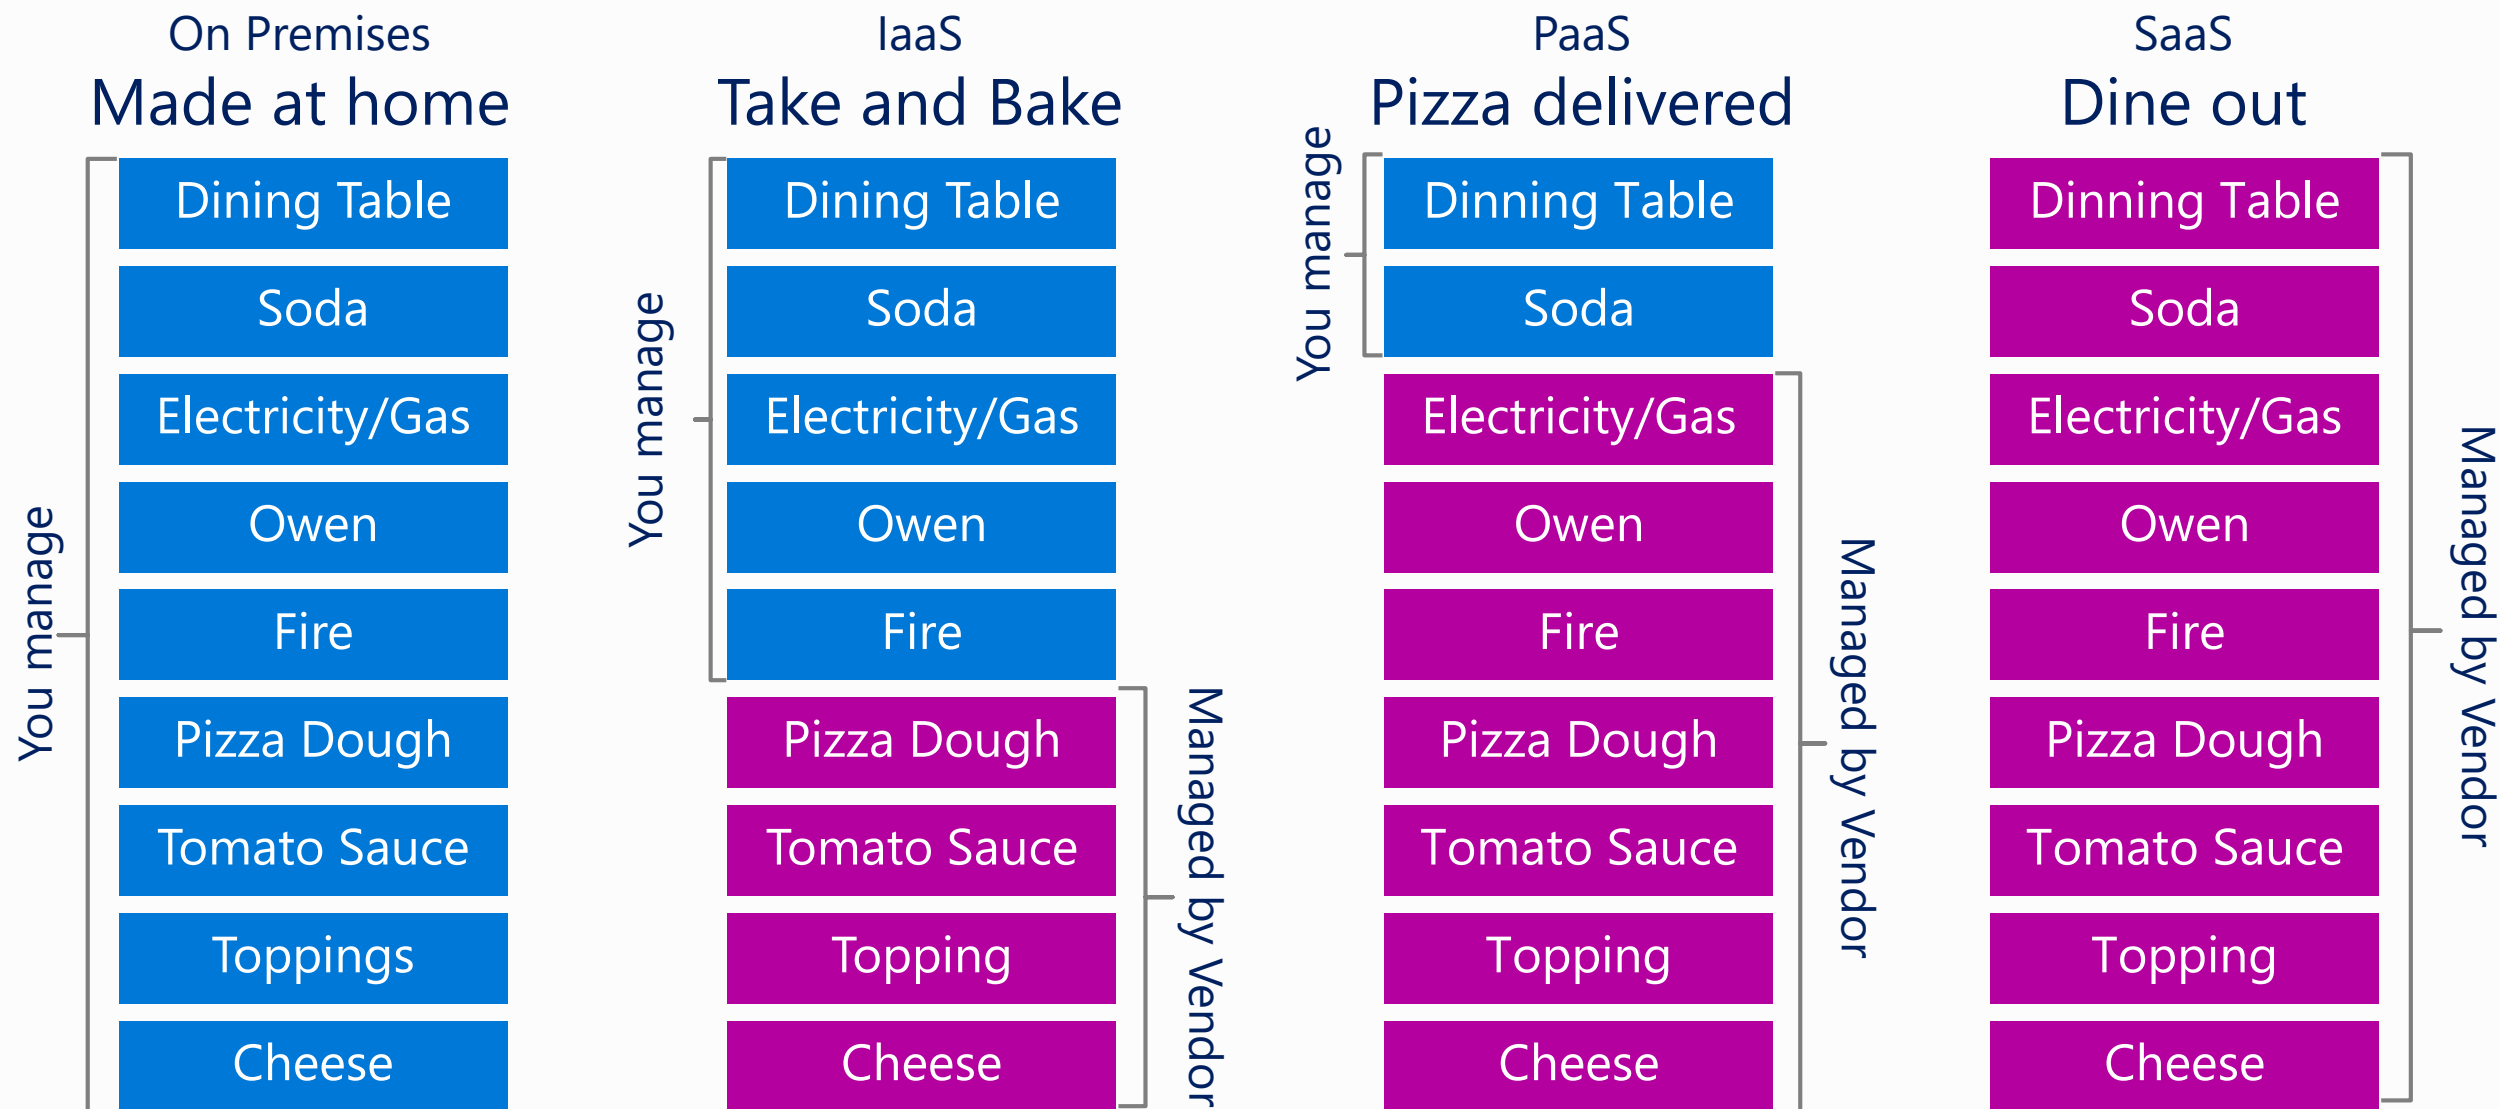 On Premises
Made at home
You manage
Dining Table
Soda
Electricity/Gas
Owen
Fire
Pizza Dough
Tomato Sauce
Toppings
Cheese
IaaS
Take and Bake
You manage
Dining Table
Soda
Electricity/Gas
Owen
Fire
Pizza Dough
Tomato Sauce
Topping
Cheese
Managed by Vendor
PaaS
Pizza delivered
You manage
Dinning Table
Soda
Electricity/Gas
Owen
Fire
Pizza Dough
Tomato Sauce
Topping
Cheese
Managed by Vendor
SaaS
Dine out
Dinning Table
Soda
Electricity/Gas
Owen
Fire
Pizza Dough
Tomato Sauce
Topping
Cheese
Managed by Vendor